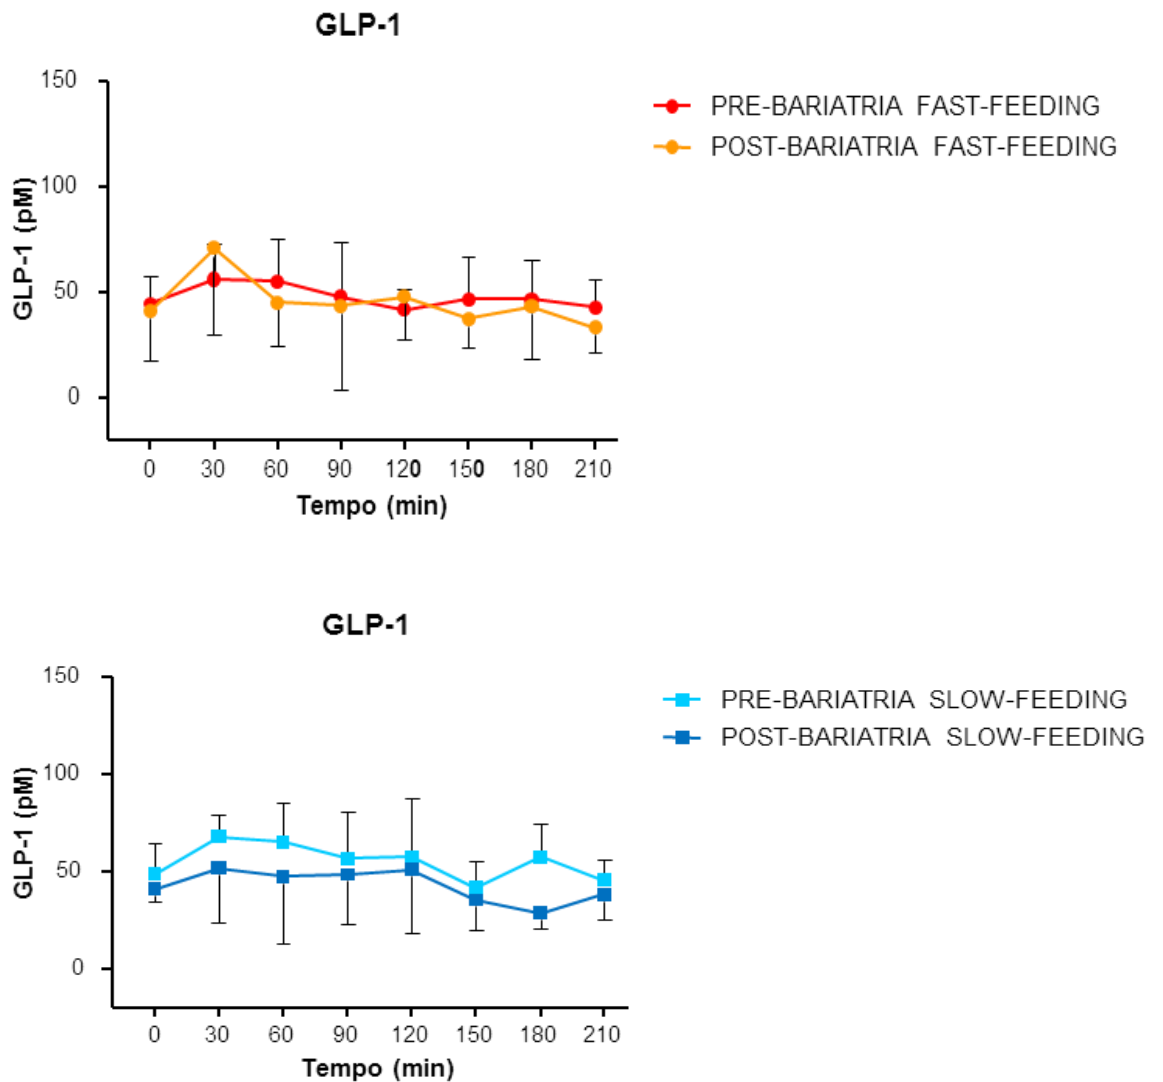 GLP-1
150
100
50
0
GLP-1 (pM)
0 30 60 90 120 150 180 210
Tempo (min)
PRE-BARIATRIA FAST-FEEDING
POST-BARIATRIA FAST-FEEDING
GLP-1
150
100
50
0
GLP-1 (pM)
0 30 60 90 120 150 180 210
Tempo (min)
PRE-BARIATRIA SLOW-FEEDING
POST-BARIATRIA SLOW-FEEDING